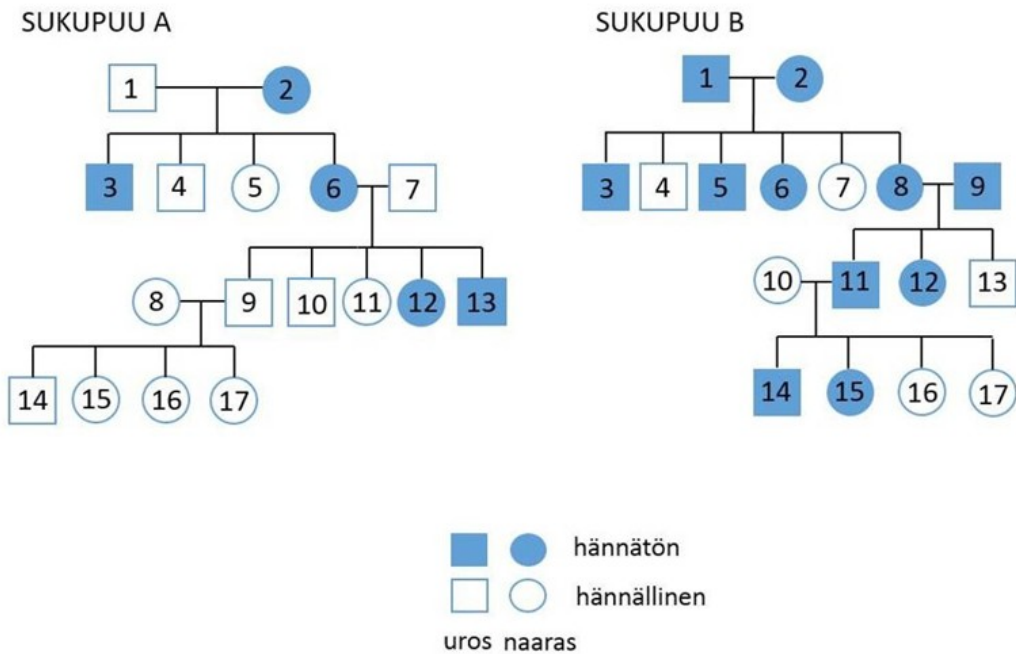 SUKUPUU A
1 2
3 4 5 6 7
8 9 10 11 12 13
14 15 16 17
SUKUPUU B
1 2
3 4 5 6 7 8 9
10 11 12 13
14 15 16 17
hännätön
hännällinen
uros naaras